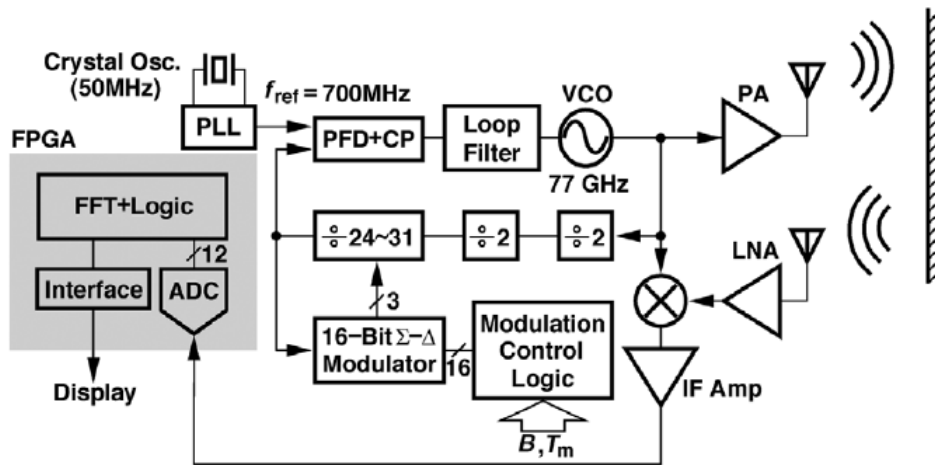 Crystal Osc.
(50MHz)
f_ref = 700MHz
VCO
PA
FPGA
PLL
PFD+CP
Loop
Filter
77 GHz
FFT+Logic
12
÷24~31
÷2
÷2
LNA
Interface
ADC
3
16−Bit Σ−Δ
Modulator
16
Modulation
Control
Logic
IF Amp
Display
B,T_m